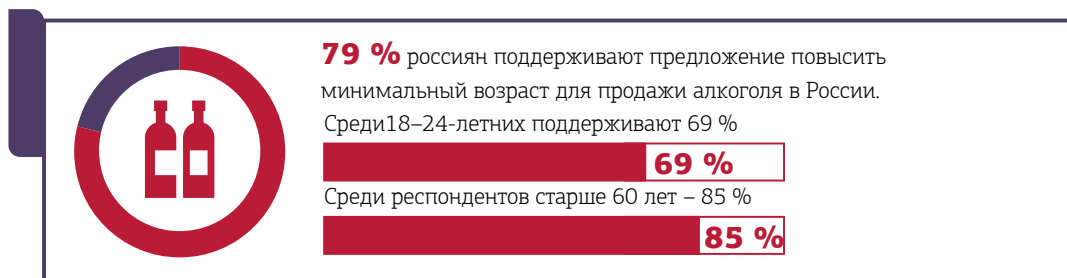 79 % россиян поддерживают предложение повысить
минимальный возраст для продажи алкоголя в России.
Среди18–24-летних поддерживают 69 %
69 %
Среди респондентов старше 60 лет – 85 %
85 %